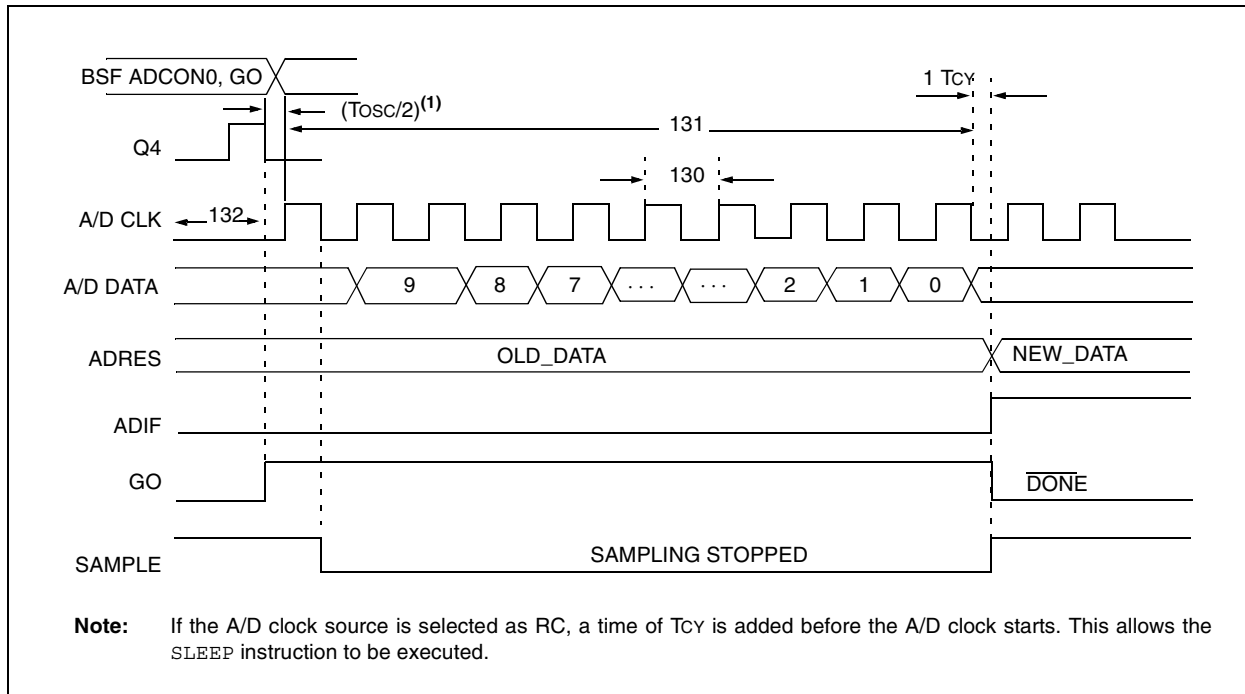 BSF ADCON0, GO
1 TCY
(TOSC/2)(1)
131
Q4
130
A/D CLK
132
A/D DATA
9 8 7 . . . . . . 2 1 0
ADRES
OLD_DATA
NEW_DATA
ADIF
GO
DONE
SAMPLE
SAMPLING STOPPED
Note: If the A/D clock source is selected as RC, a time of TCY is added before the A/D clock starts. This allows the
SLEEP instruction to be executed.